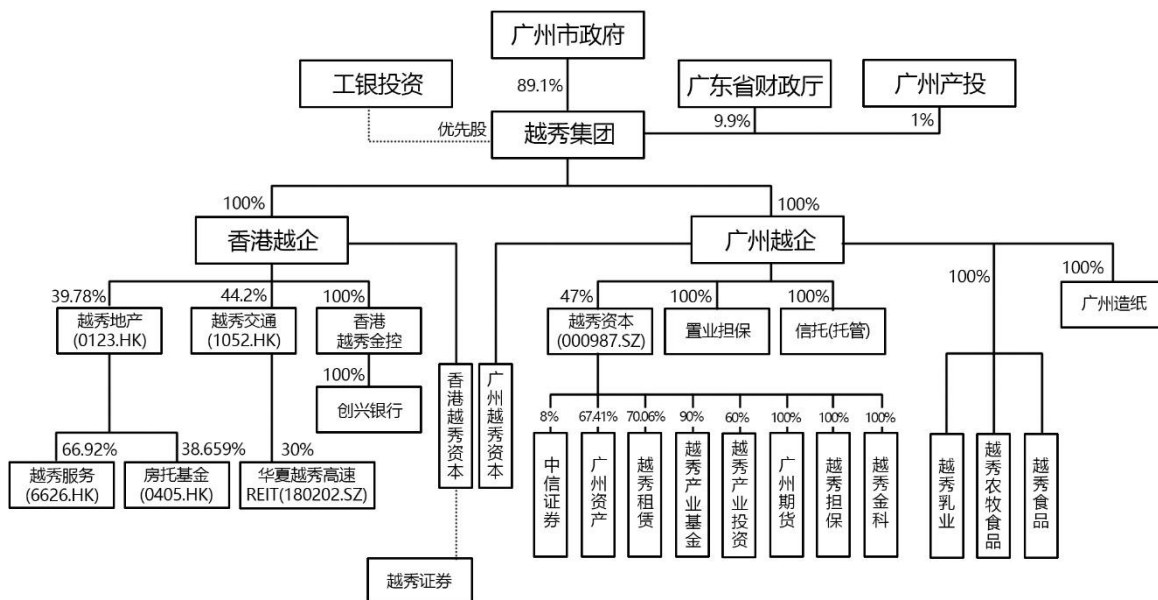 广州市政府
工银投资
89.1%
广东省财政厅
广州产投
优先股
越秀集团
9.9%
1%
100%
100%
香港越企
广州越企
39.78%
44.2%
100%
47%
100%
100%
100%
100%
越秀地产
(0123.HK)
越秀交通
(1052.HK)
香港
越秀金控
越秀资本
(000987.SZ)
置业担保
信托(托管)
广州造纸
100%
创兴银行
香港越秀资本
广州越秀资本
66.92%
38.659%
30%
越秀服务
(6626.HK)
房托基金
(0405.HK)
华夏越秀高速
REIT(180202.SZ)
8%
67.41%
70.06%
90%
60%
100%
100%
100%
中信证券
广州资产
越秀租赁
越秀产业基金
越秀产业投资
广州期货
越秀担保
越秀金科
越秀乳业
越秀农牧食品
越秀食品
越秀证券